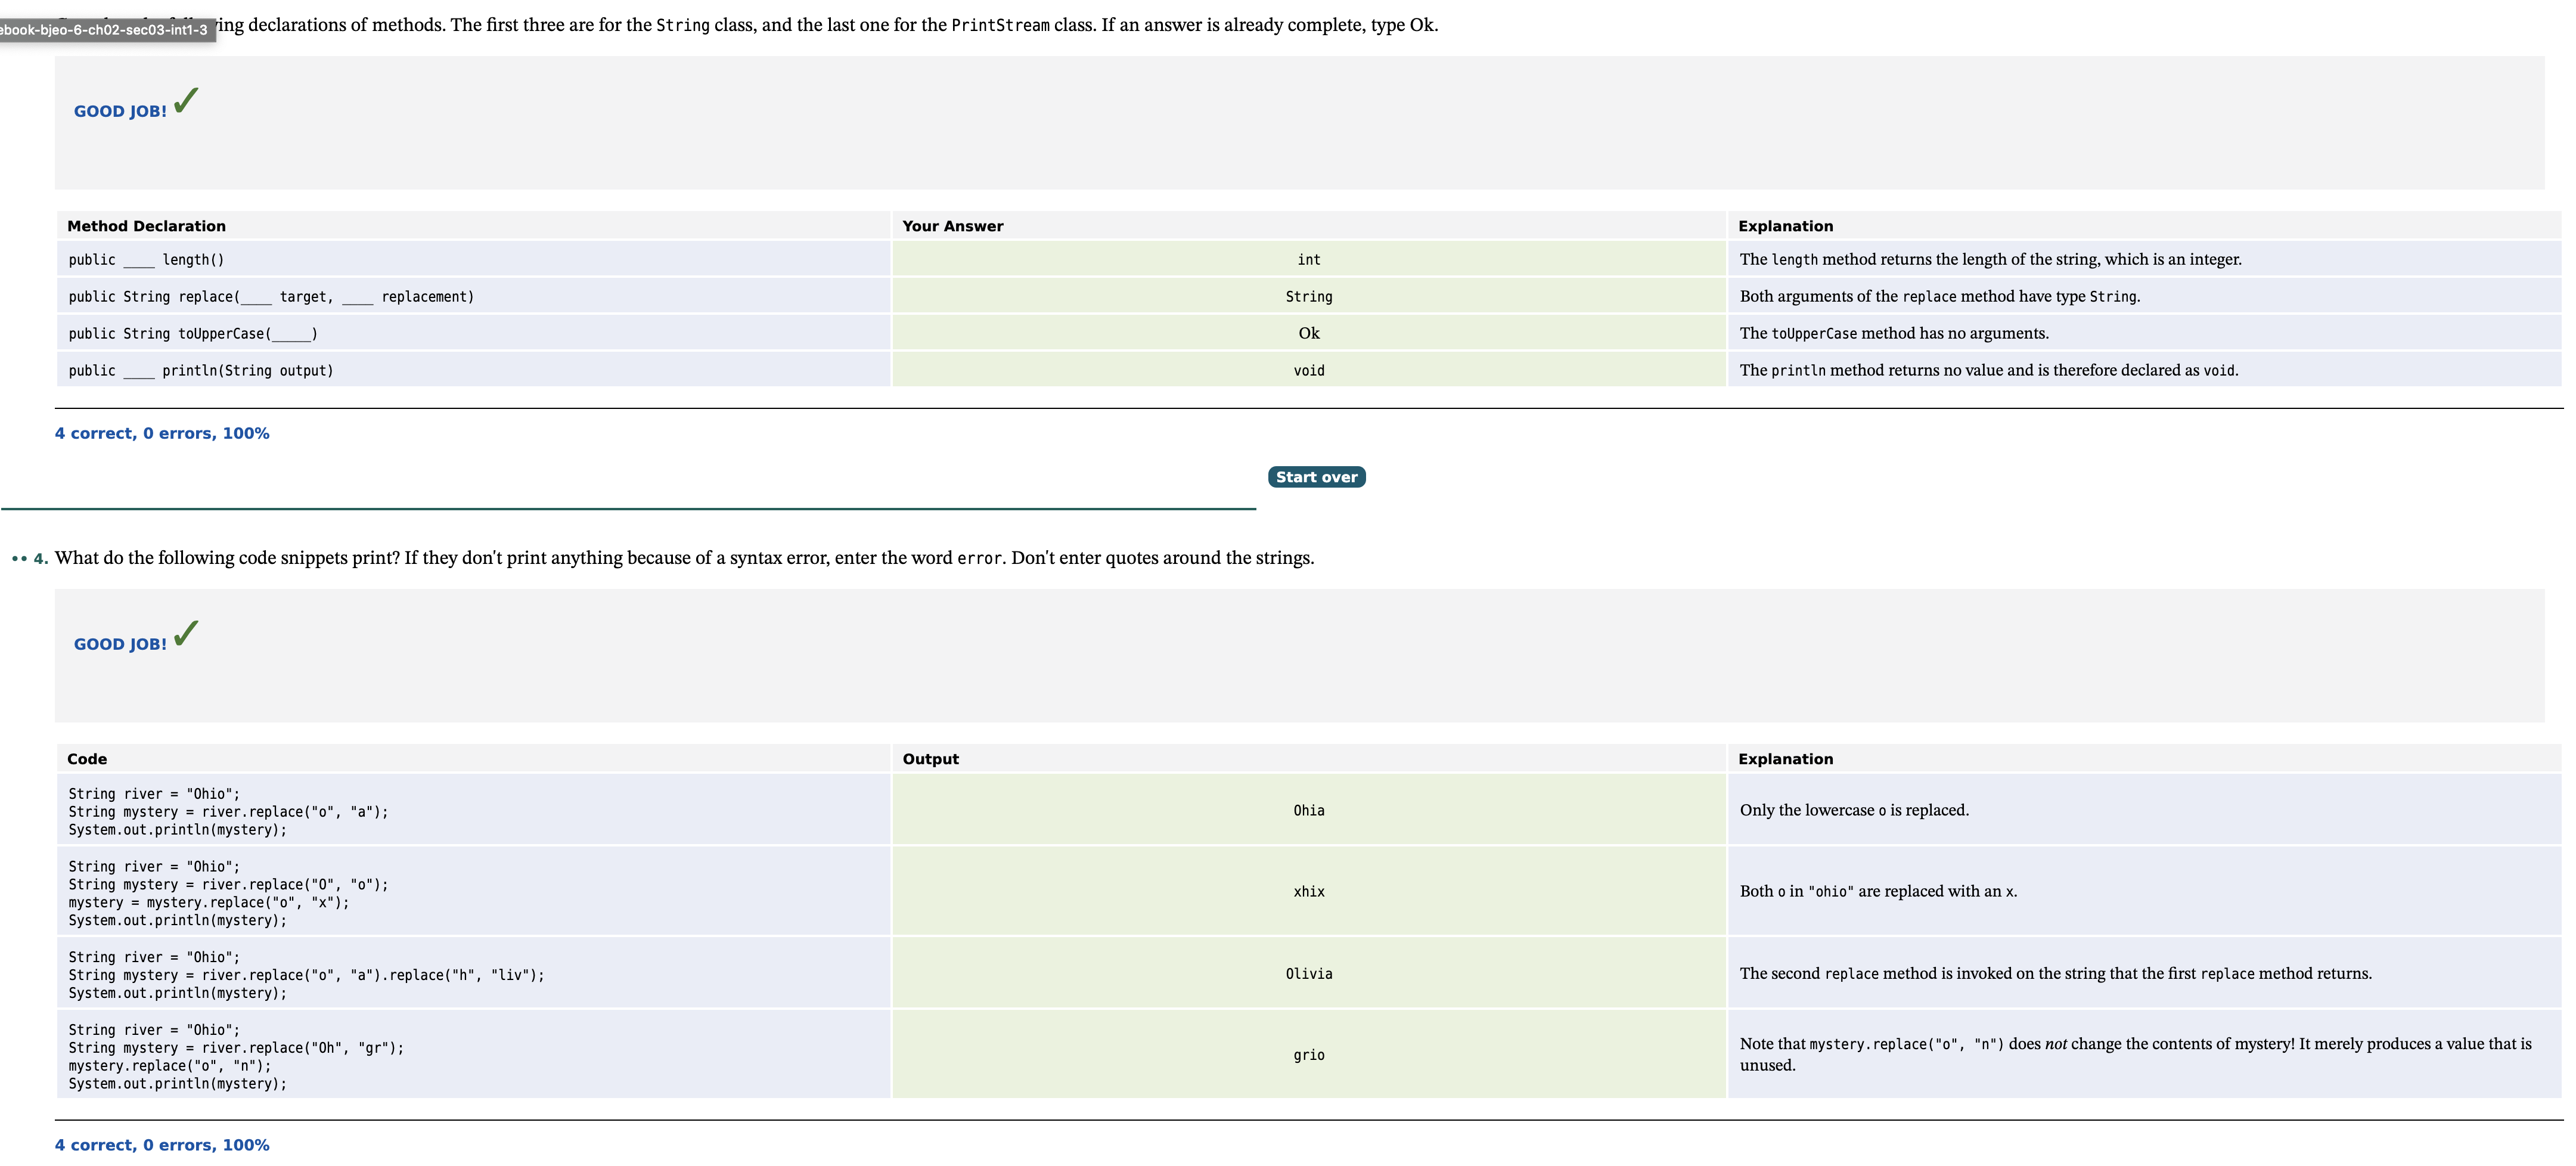 ebook-bjeo-6-ch02-sec03-int1-3
declarations of methods. The first three are for the String class, and the last one for the PrintStream class. If an answer is already complete, type Ok.
GOOD JOB! ✓
Method Declaration Your Answer Explanation
public ____ length() int The length method returns the length of the string, which is an integer.
public String replace(____ target, ____ replacement) String Both arguments of the replace method have type String.
public String toUpperCase(_____) Ok The toUpperCase method has no arguments.
public ____ println(String output) void The println method returns no value and is therefore declared as void.
4 correct, 0 errors, 100%
Start over
•• 4. What do the following code snippets print? If they don't print anything because of a syntax error, enter the word error. Don't enter quotes around the strings.
GOOD JOB! ✓
Code Output Explanation
String river = "Ohio";
String mystery = river.replace("o", "a");
System.out.println(mystery);
Ohia
Only the lowercase o is replaced.
String river = "Ohio";
String mystery = river.replace("O", "o");
mystery = mystery.replace("o", "x");
System.out.println(mystery);
xhix
Both o in "ohio" are replaced with an x.
String river = "Ohio";
String mystery = river.replace("o", "a").replace("h", "liv");
System.out.println(mystery);
Olivia
The second replace method is invoked on the string that the first replace method returns.
String river = "Ohio";
String mystery = river.replace("Oh", "gr");
mystery.replace("o", "n");
System.out.println(mystery);
grio
Note that mystery.replace("o", "n") does not change the contents of mystery! It merely produces a value that is
unused.
4 correct, 0 errors, 100%